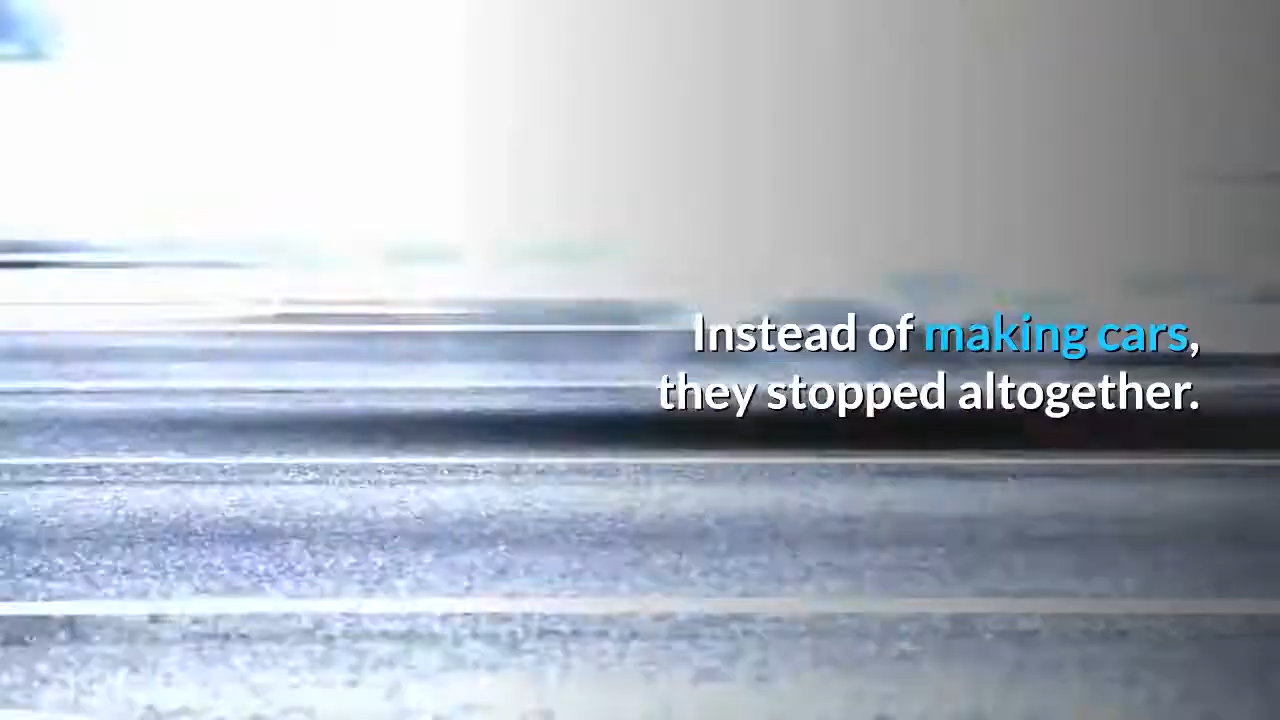 Instead of making cars,
they stopped altogether.